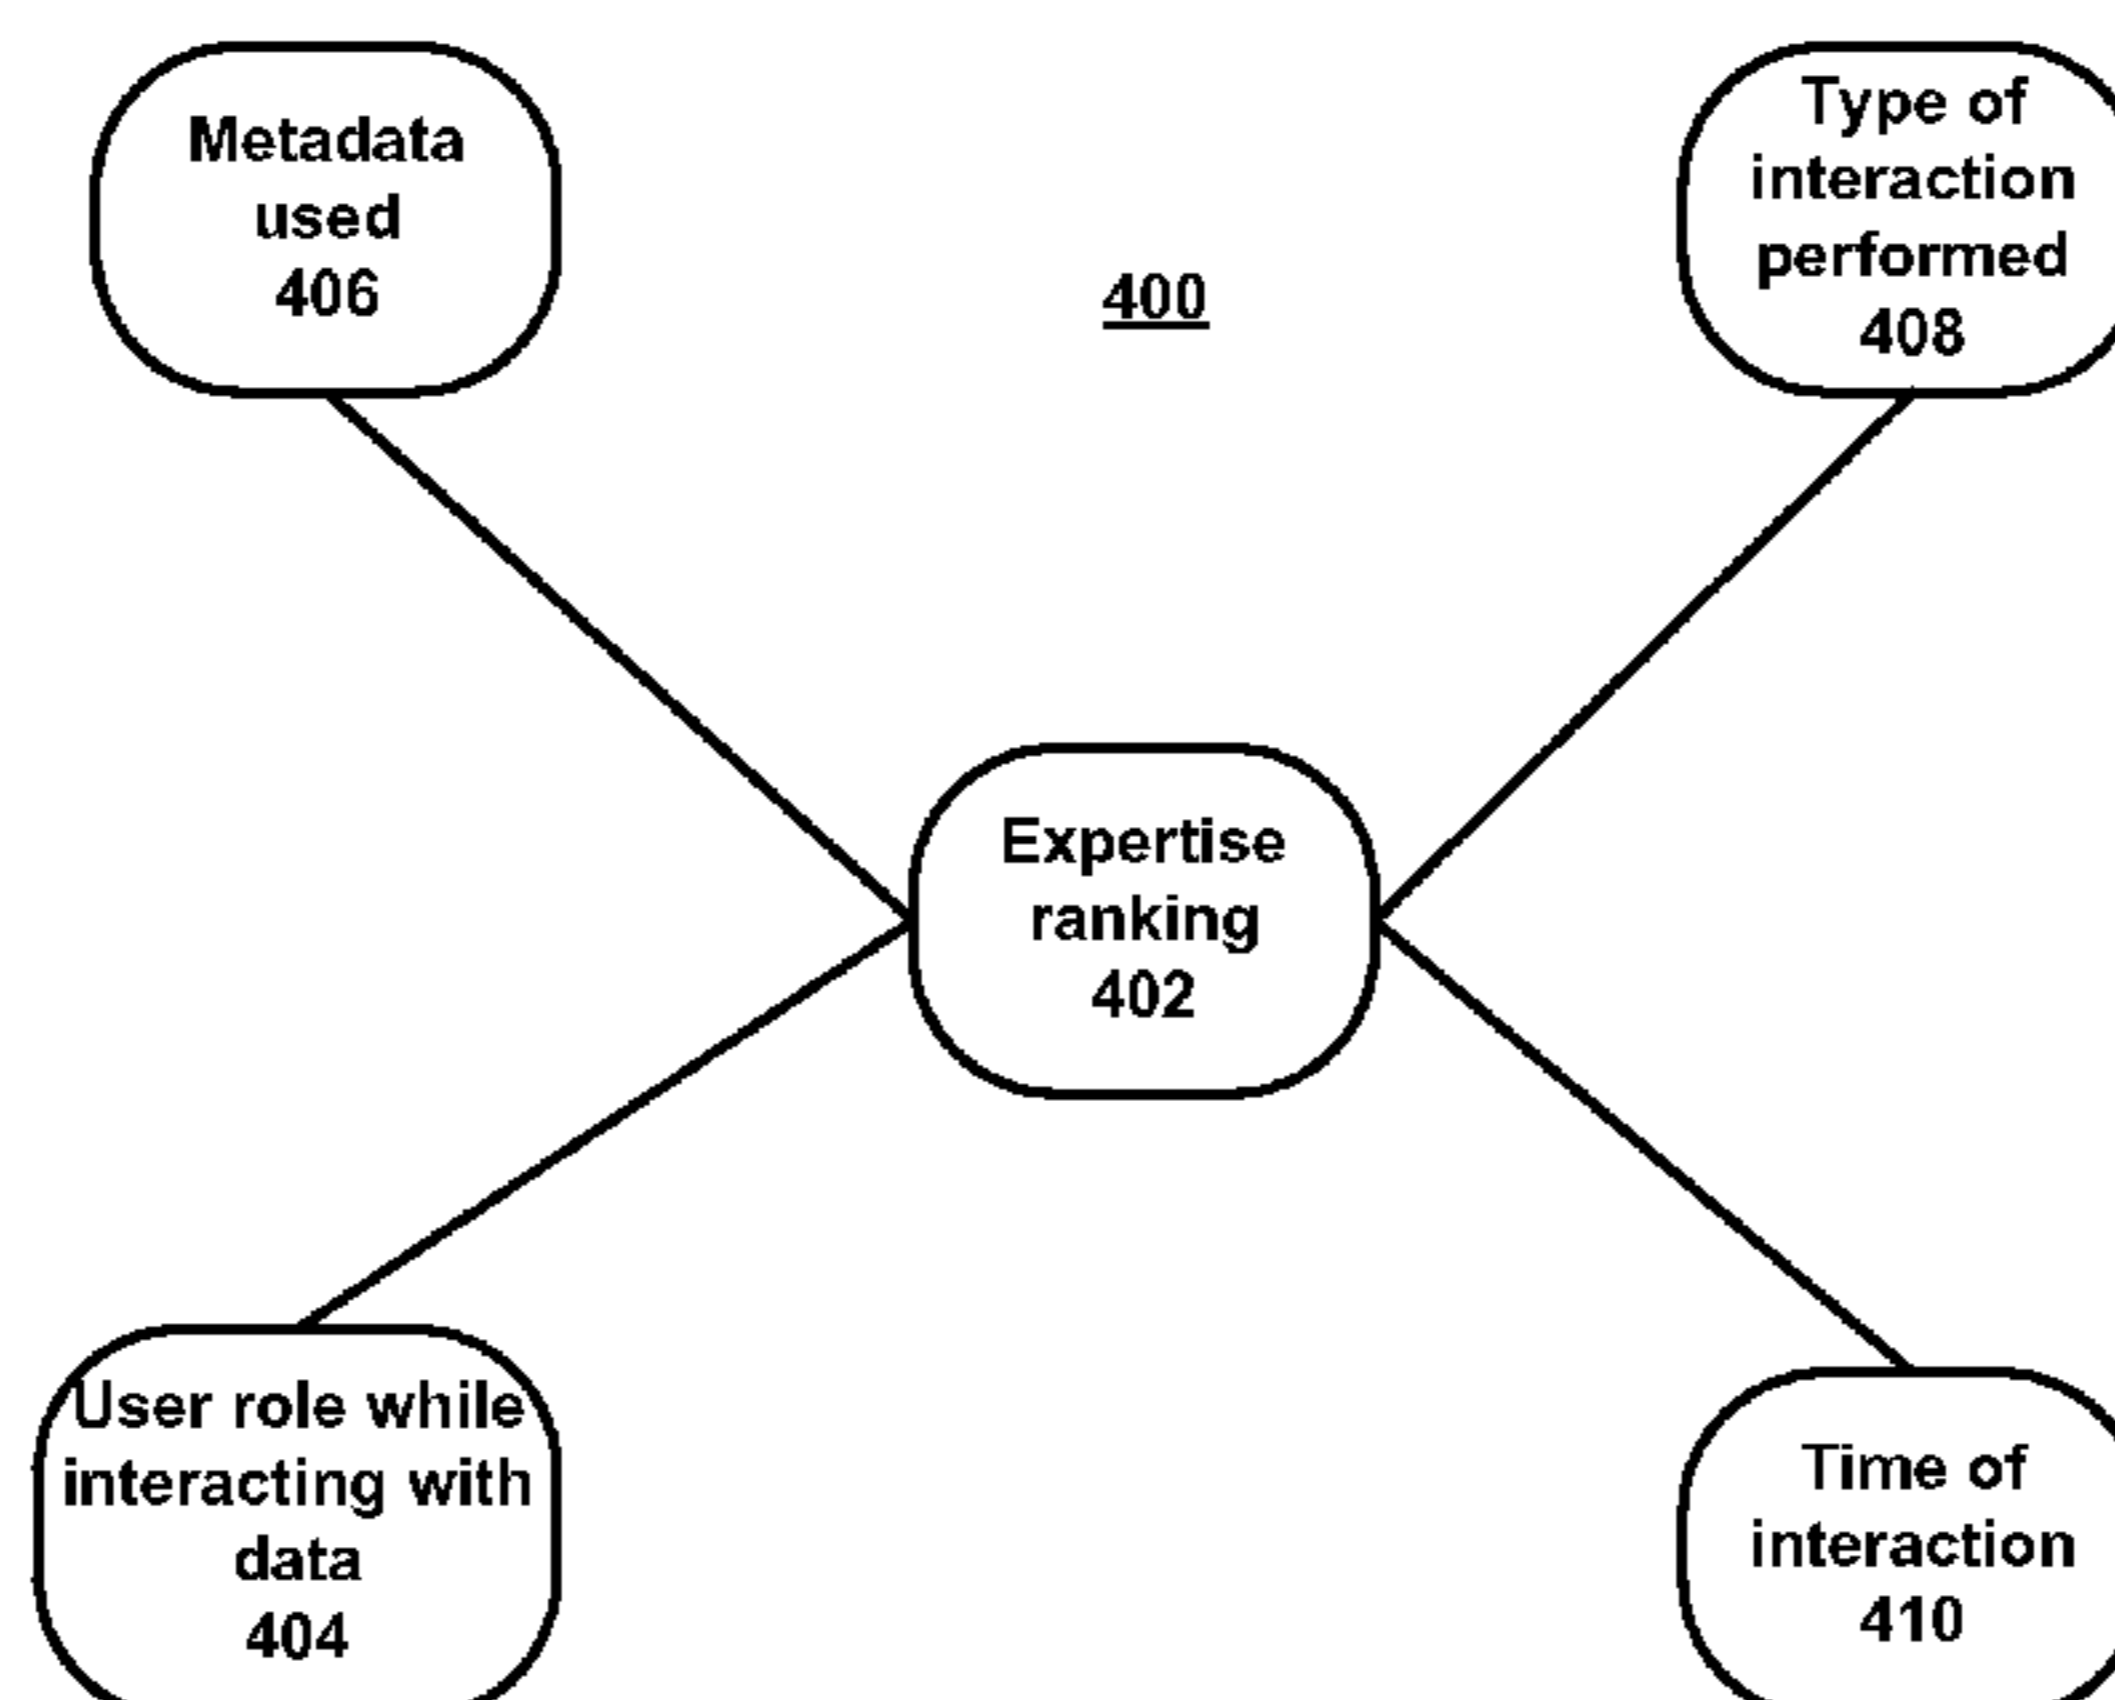 Metadata
used
406
400
Type of
interaction
performed
408
Expertise
ranking
402
User role while
interacting with
data
404
Time of
interaction
410